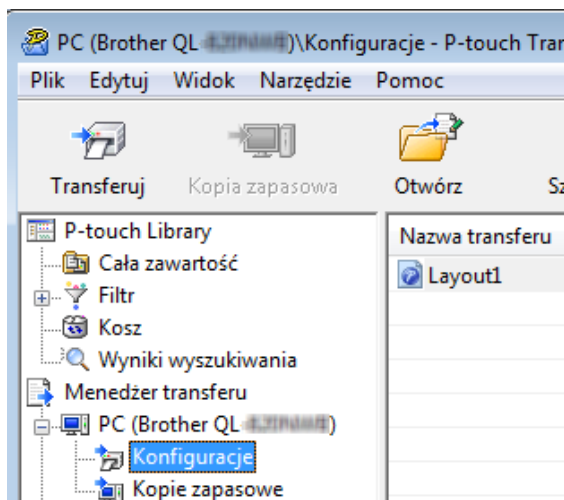 PC (Brother QL )\Konfiguracje - P-touch Tran
Plik Edytuj Widok Narzędzie Pomoc
Transferuj Kopia zapasowa Otwórz
P-touch Library
Nazwa transferu
Cała zawartość
Layout1
Filtr
Kosz
Wyniki wyszukiwania
Menedżer transferu
PC (Brother QL )
Konfiguracje
Kopie zapasowe